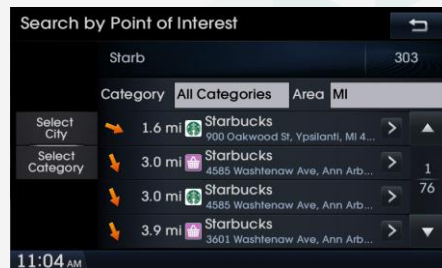 Search by Point of Interest
Starb 303
Category All Categories Area MI
Select City
1.6 mi Starbucks
900 Oakwood St, Ypsilanti, MI 4...
Select Category
3.0 mi Starbucks
4585 Washtenaw Ave, Ann Arb...
1
76
3.0 mi Starbucks
4585 Washtenaw Ave, Ann Arb...
3.9 mi Starbucks
3601 Washtenaw Ave, Ann Arb...
11:04 AM